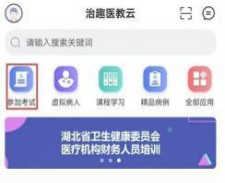 治趣医教云
请输入搜索关键词
参加考试 虚拟病人 课程学习 精品病例 全部应用
湖北省卫生健康委员会
医疗机构财务人员培训